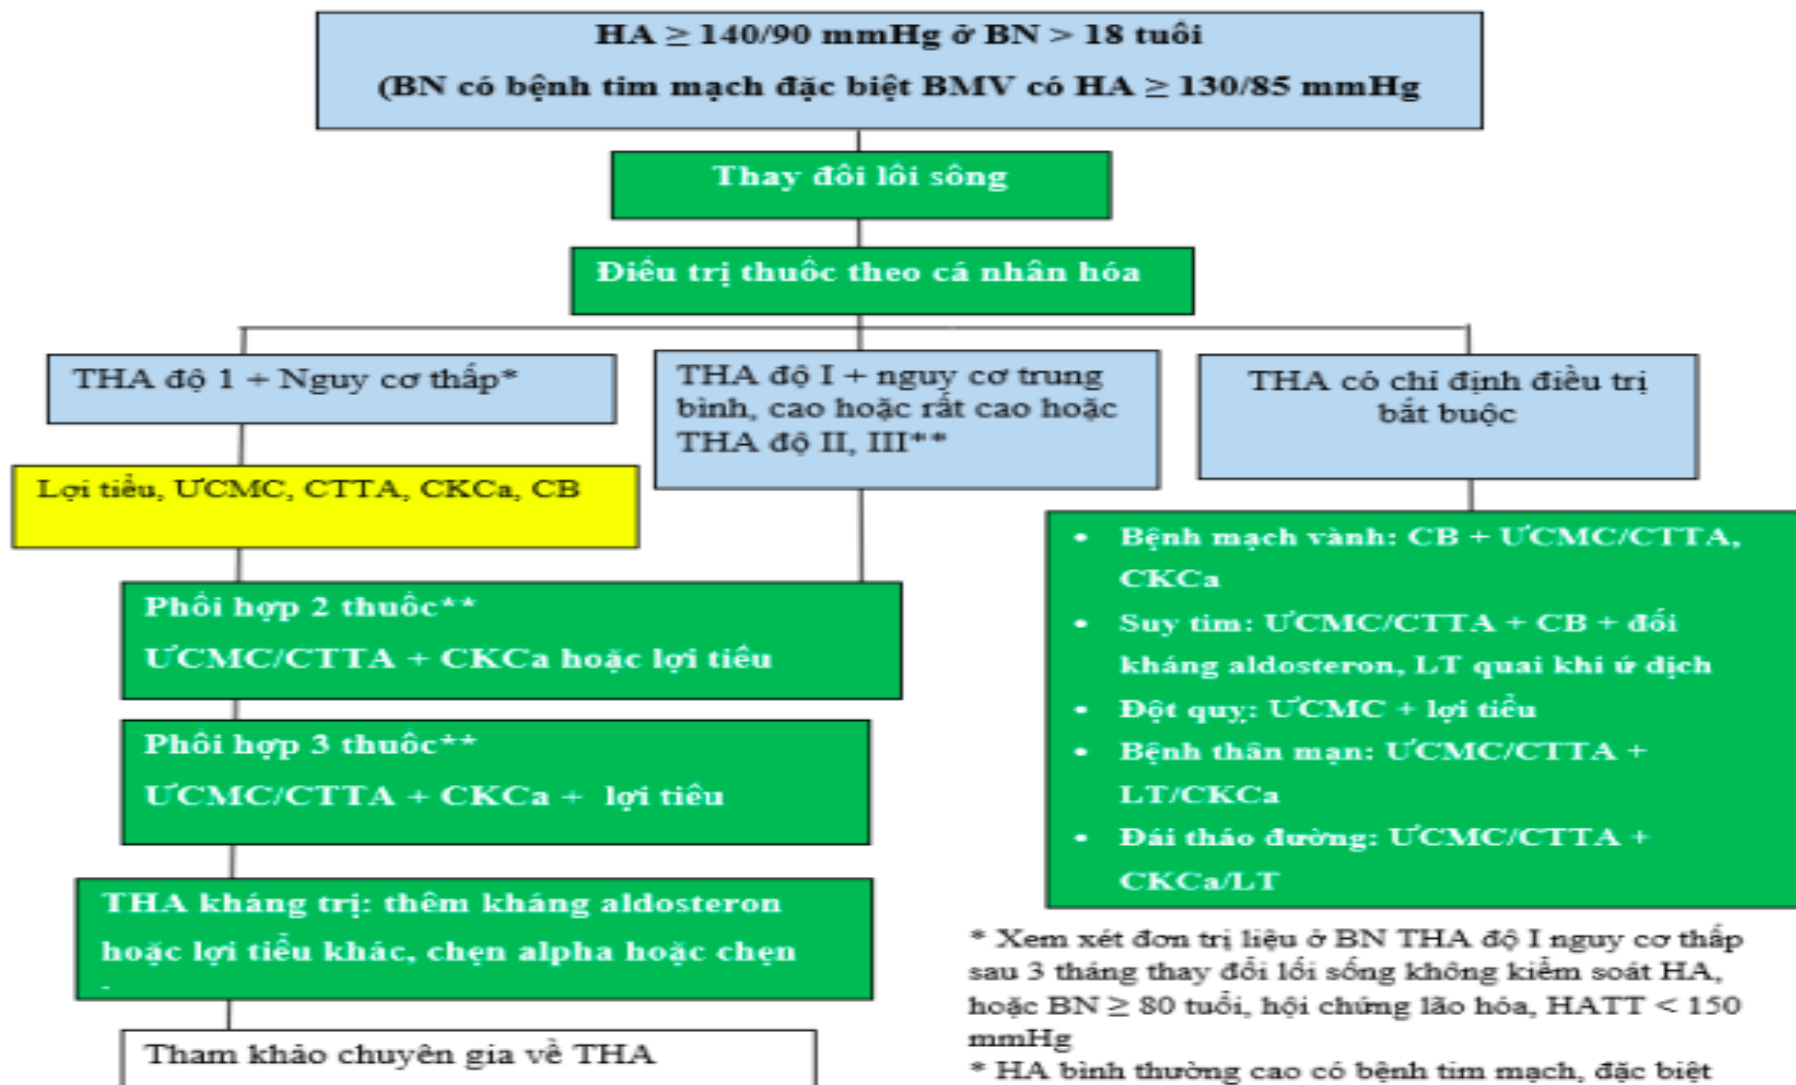 HA ≥ 140/90 mmHg ở BN > 18 tuổi
(BN có bệnh tim mạch đặc biệt BMV có HA ≥ 130/85 mmHg
Thay đổi lối sống
Điều trị thuốc theo cá nhân hóa
THA độ 1 + Nguy cơ thấp*
Lợi tiểu, ƯCMC, CTTA, CKCa, CB
THA độ I + nguy cơ trung
bình, cao hoặc rất cao hoặc
THA độ II, III**
THA có chỉ định điều trị
bắt buộc
Phối hợp 2 thuốc**
ƯCMC/CTTA + CKCa hoặc lợi tiểu
Phối hợp 3 thuốc**
ƯCMC/CTTA + CKCa + lợi tiểu
THA kháng trị: thêm kháng aldosteron
hoặc lợi tiểu khác, chẹn alpha hoặc chẹn
Tham khảo chuyên gia về THA
• Bệnh mạch vành: CB + ƯCMC/CTTA,
CKCa
• Suy tim: ƯCMC/CTTA + CB + đối
kháng aldosteron, LT quai khi ứ dịch
• Đột quỵ: ƯCMC + lợi tiểu
• Bệnh thân mạn: ƯCMC/CTTA +
LT/CKCa
• Đái tháo đường: ƯCMC/CTTA +
CKCa/LT
* Xem xét đơn trị liệu ở BN THA độ I nguy cơ thấp
sau 3 tháng thay đổi lối sống không kiểm soát HA,
hoặc BN ≥ 80 tuổi, hội chứng lão hóa, HATT < 150
mmHg
* HA bình thường cao có bệnh tim mạch, đặc biệt